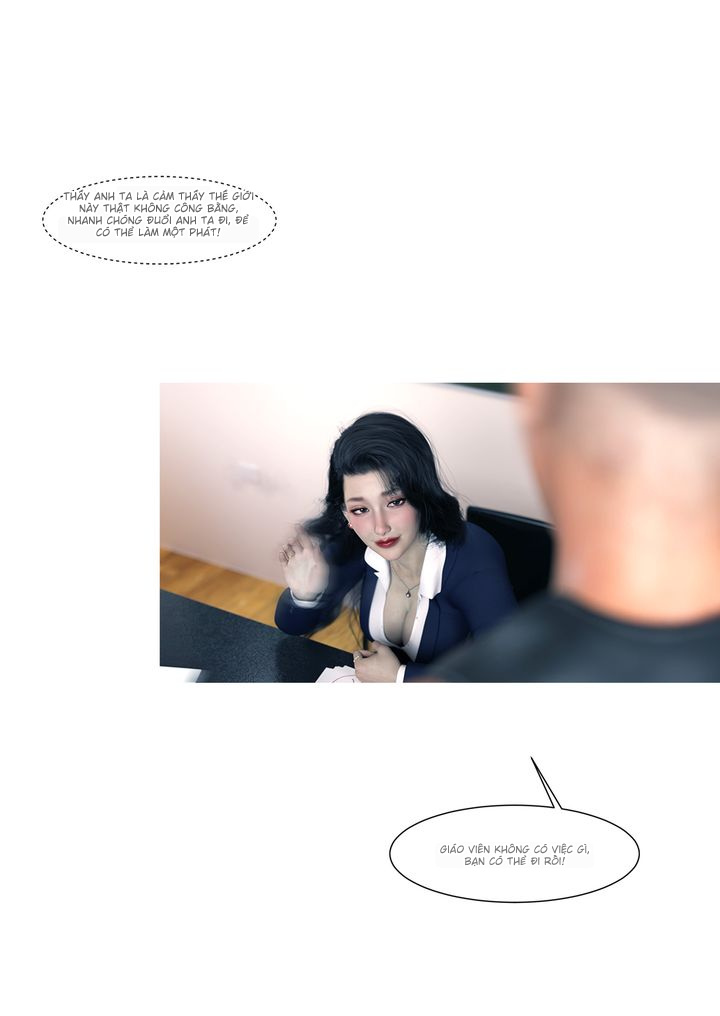 THẤY ANH TA LÀ CẢM THẤY THẾ GIỚI
NÀY THẬT KHÔNG CÔNG BẰNG,
NHANH CHÓNG ĐUỔI ANH TA ĐI, ĐỂ
CÓ THỂ LÀM MỘT PHÁT!
GIÁO VIÊN KHÔNG CÓ VIỆC GÌ,
BẠN CÓ THỂ ĐI RỒI!